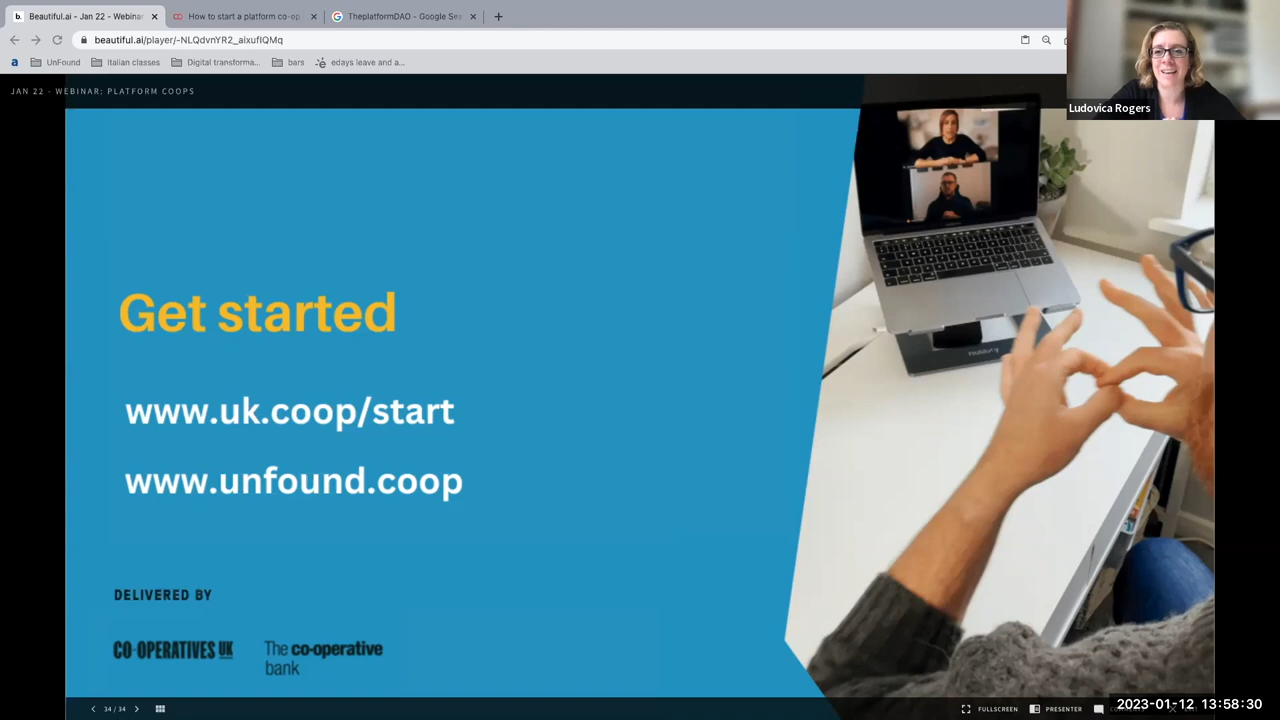 Beautiful.ai - Jan 22 - Webinar
How to start a platform co-op
ThePlatformDAO - Google Sea
beautiful.ai/player/-NLQdvnYR2_aixufIQMq
UnFound
Italian classes
Digital transforma...
bars
edays leave and a...
Ludovica Rogers
JAN 22 - WEBINAR: PLATFORM COOPS
Get started
www.uk.coop/start
www.unfound.coop
DELIVERED BY
CO-OPERATIVES UK
The co-operative
bank
34 / 34
FULLSCREEN
PRESENTER
2023-01-12 13:58:30